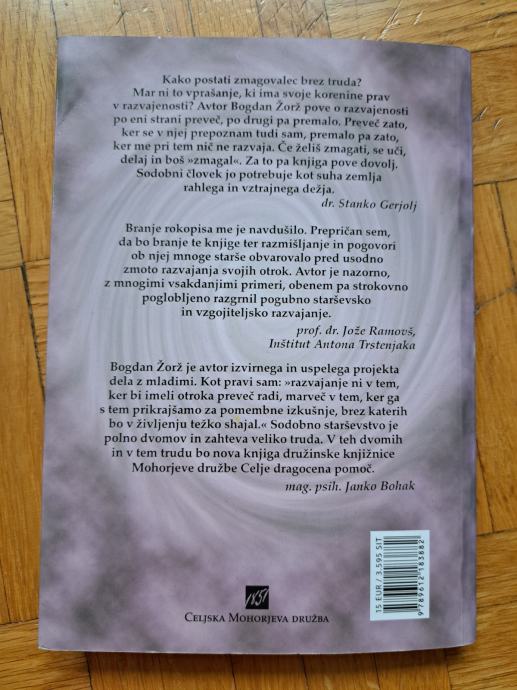 Kako postati zmagovalec brez truda?
Mar ni to vprašanje, ki ima svoje korenine prav
v razvajenosti? Avtor Bogdan Žorž pove o razvajenosti
po eni strani preveč, po drugi pa premalo. Preveč zato,
ker se v njej prepoznam tudi sam, premalo pa zato,
ker me pri tem nič ne razvaja. Če želiš zmagati, se uči,
delaj in boš »zmagal«. Za to pa knjiga pove dovolj.
Sodobni človek jo potrebuje kot suha zemlja
rahlega in vztrajnega dežja.
dr. Stanko Gerjolj
Branje rokopisa me je navdušilo. Prepričan sem,
da bo branje te knjige ter razmišljanje in pogovori
ob njej mnoge starše obvarovalo pred usodno
zmoto razvajanja svojih otrok. Avtor je nazorno,
z mnogimi vsakdanjimi primeri, obenem pa strokovno
poglobljeno razgrnil pogubno starševsko
in vzgojiteljsko razvajanje.
prof. dr. Jože Ramovš,
Inštitut Antona Trstenjaka
Bogdan Žorž je avtor izvirnega in uspelega projekta
dela z mladimi. Kot pravi sam: »razvajanje ni v tem,
ker bi imeli otroka preveč radi, marveč v tem, ker ga
s tem prikrajšamo za pomembne izkušnje, brez katerih
bo v življenju težko shajal.« Sodobno starševstvo je
polno dvomov in zahteva veliko truda. V teh dvomih
in v tem trudu bo nova knjiga družinske knjižnice
Mohorjeve družbe Celje dragocena pomoč.
mag. psih. Janko Bohak
15 EUR / 3.595 SIT
9 789612 183882
1851
CELJSKA MOHORJEVA DRUŽBA